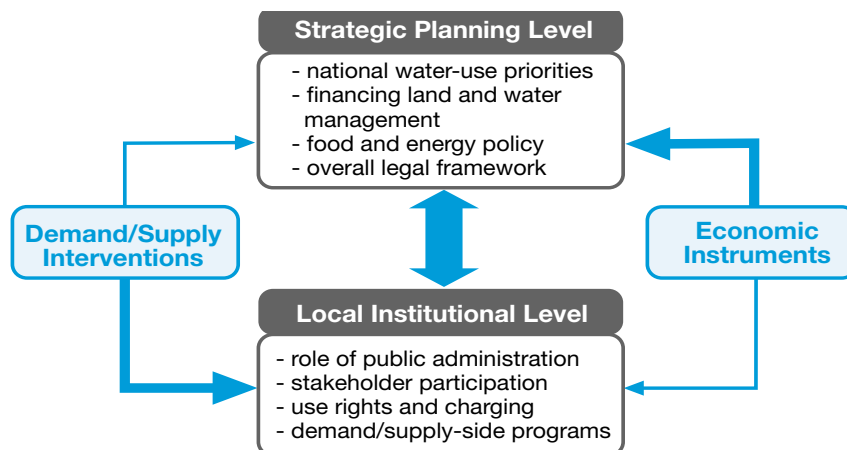 Strategic Planning Level
- national water-use priorities
- financing land and water
management
- food and energy policy
- overall legal framework
Demand/Supply
Interventions
Economic
Instruments
Local Institutional Level
- role of public administration
- stakeholder participation
- use rights and charging
- demand/supply-side programs